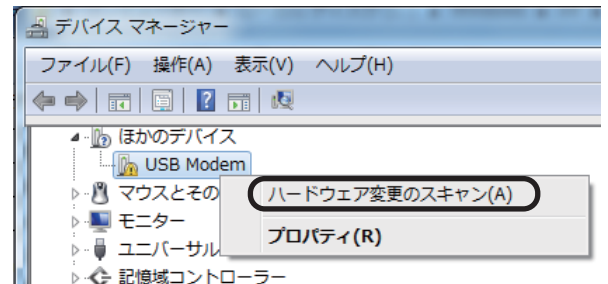 デバイス マネージャー
ファイル(F) 操作(A) 表示(V) ヘルプ(H)
ほかのデバイス
USB Modem
マウスとその
ハードウェア変更のスキャン(A)
モニター
プロパティ(R)
ユニバーサル
記憶域コントローラー